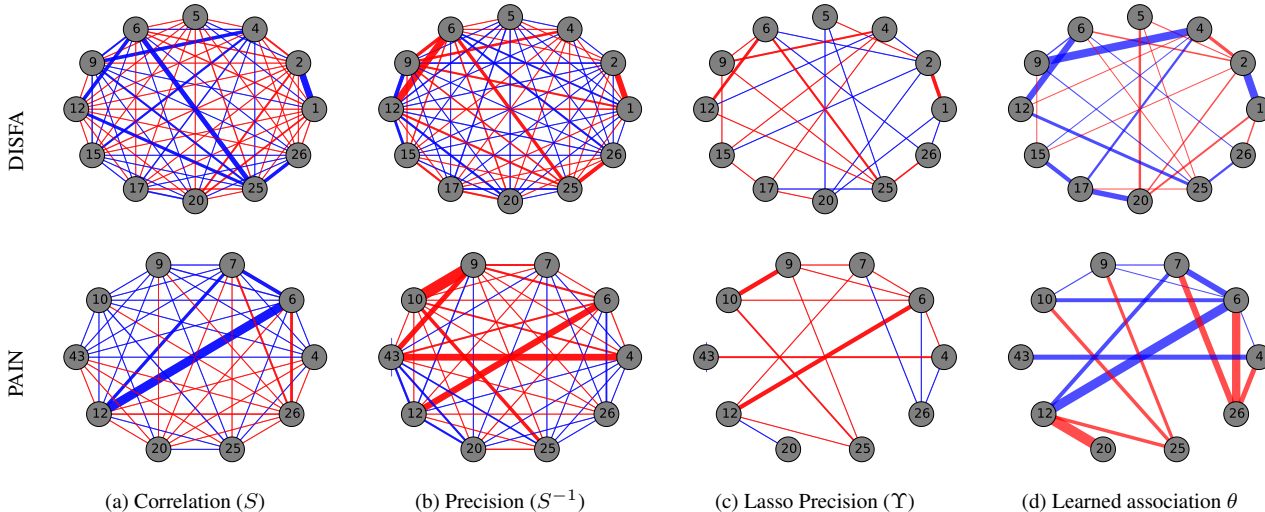 DISFA
5 4 2 1 26 25 20 17 15 12 9 6
5 4 2 1 26 25 20 17 15 12 9 6
5 4 2 1 26 25 20 17 15 12 9 6
5 4 2 1 26 25 20 17 15 12 9 6
PAIN
9 7 6 4 26 25 20 12 43 10
9 7 6 4 26 25 20 12 43 10
9 7 6 4 26 25 20 12 43 10
9 7 6 4 26 25 20 12 43 10
(a) Correlation (S)
(b) Precision (S⁻¹)
(c) Lasso Precision (ϒ)
(d) Learned association θ